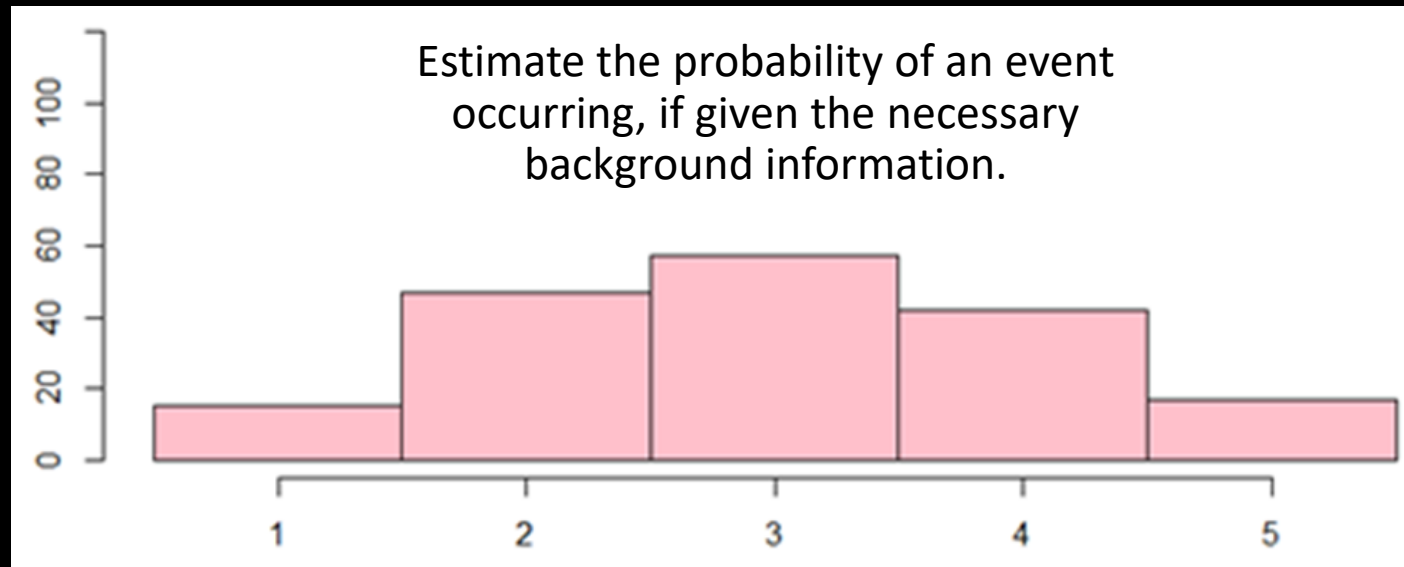 Estimate the probability of an event
occurring, if given the necessary
background information.
100
80
60
40
20
0
1 2 3 4 5